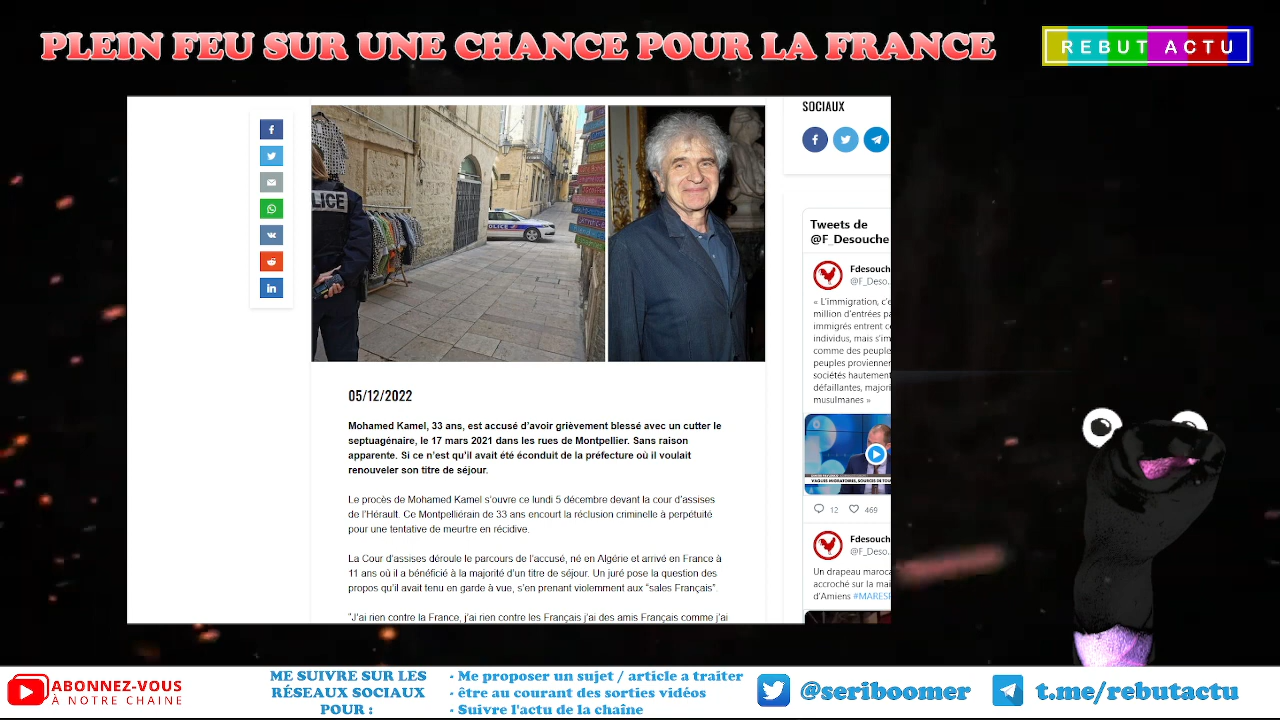 PLEIN FEU SUR UNE CHANCE POUR LA FRANCE
REBUT ACTU
LICE
POLICE
05/12/2022
Mohamed Kamel, 33 ans, est accusé d'avoir grièvement blessé avec un cutter le
septuagénaire, le 17 mars 2021 dans les rues de Montpellier. Sans raison
apparente. Si ce n'est qu'il avait été éconduit de la préfecture où il voulait
renouveler son titre de séjour.
Le procès de Mohamed Kamel s'ouvre ce lundi 5 décembre devant la cour d'assises
de l'Hérault. Ce Montpelliérain de 33 ans encourt la réclusion criminelle à perpétuité
pour une tentative de meurtre en récidive.
La Cour d'assises déroule le parcours de l'accusé, né en Algérie et arrivé en France à
11 ans où il a bénéficié à la majorité d'un titre de séjour. Un juré pose la question des
propos qu'il avait tenu en garde à vue, s'en prenant violemment aux "sales Français".
"J'ai rien contre la France, j'ai rien contre les Français j'ai des amis Français comme j'ai
SOCIAUX
Tweets de
@F_Desouche
Fdesouch
@F_Deso.
« L'immigration, c'e
million d'entrées pa
immigrés entrent co
individus, mais s'im
comme des peuple
peuples provienner
sociétés hautement
défaillantes, majori
musulmanes »
VAGUES MIGRATOIRES, SOURCES DE TOU
12 469
Fdesouch
@F_Deso.
Un drapeau maroca
accroché sur la mai
d'Amiens #MARESP
ABONNEZ-VOUS
À NOTRE CHAINE
ME SUIVRE SUR LES
RÉSEAUX SOCIAUX
POUR :
- Me proposer un sujet / article a traiter
- être au courant des sorties vidéos
- Suivre l'actu de la chaîne
@seriboomer
t.me/rebutactu